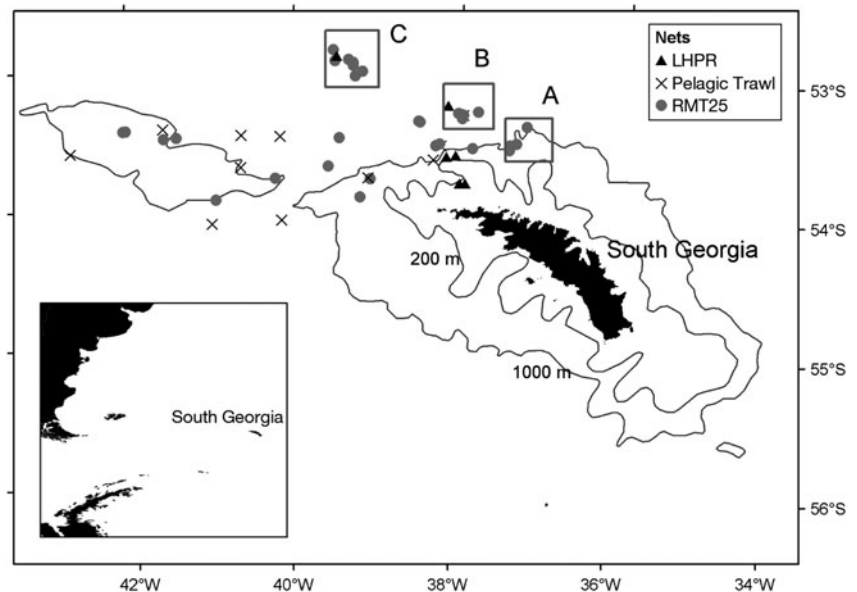 C
B
A
Nets
LHPR
Pelagic Trawl
RMT25
53°S
54°S
55°S
56°S
South Georgia
200 m
1000 m
South Georgia
42°W
40°W
38°W
36°W
34°W